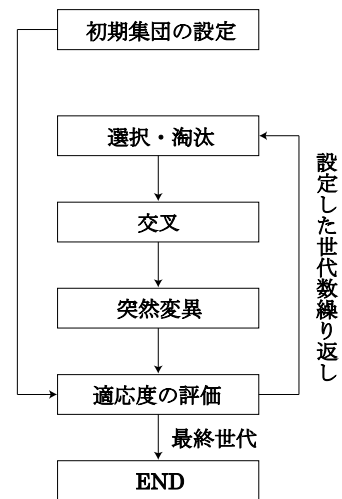 初期集団の設定
選択・淘汰
交叉
突然変異
適応度の評価
設定した世代数繰り返し
最終世代
END